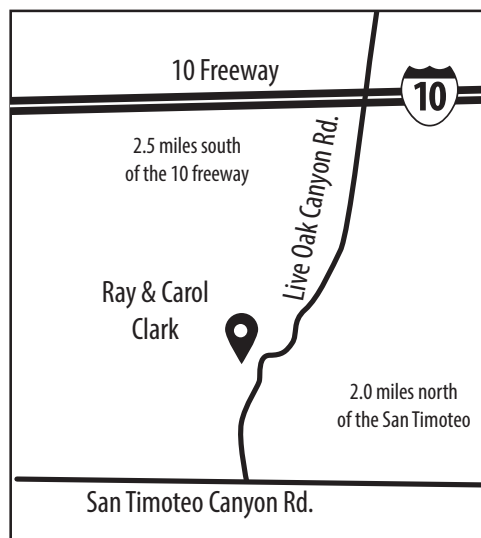 10 Freeway
10
2.5 miles south
of the 10 freeway
Live Oak Canyon Rd.
Ray & Carol
Clark
2.0 miles north
of the San Timoteo
San Timoteo Canyon Rd.